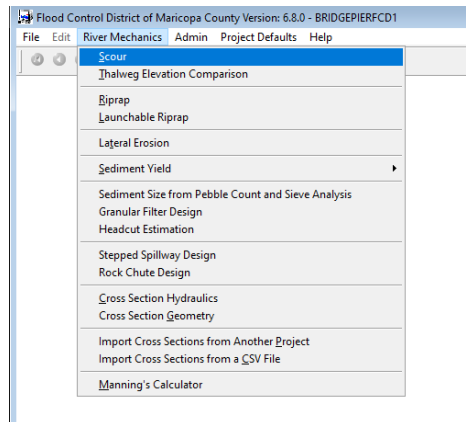 Flood Control District of Maricopa County Version: 6.8.0 - BRIDGEPIERFCD1
File Edit River Mechanics Admin Project Defaults Help
Scour
Thalweg Elevation Comparison
Riprap
Launchable Riprap
Lateral Erosion
Sediment Yield
Sediment Size from Pebble Count and Sieve Analysis
Granular Filter Design
Headcut Estimation
Stepped Spillway Design
Rock Chute Design
Cross Section Hydraulics
Cross Section Geometry
Import Cross Sections from Another Project
Import Cross Sections from a CSV File
Manning's Calculator